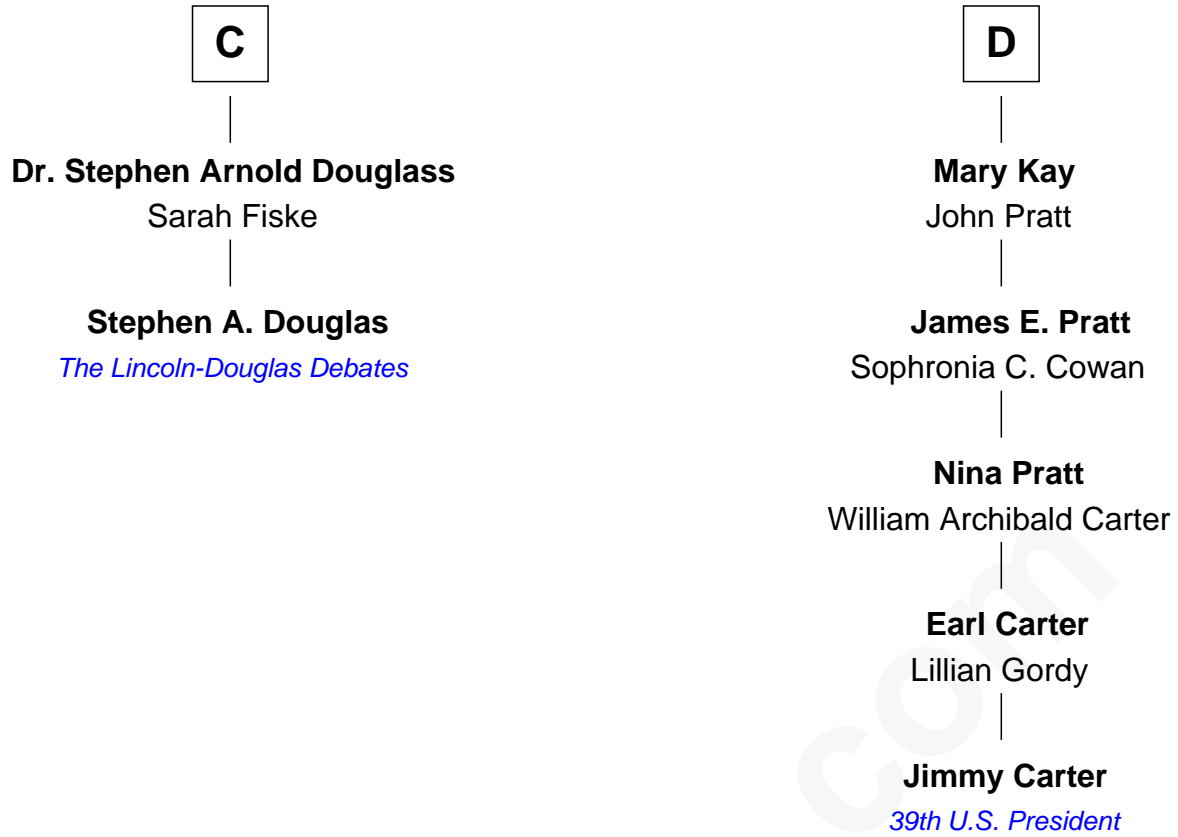 C
Dr. Stephen Arnold Douglass
Sarah Fiske
Stephen A. Douglas
The Lincoln-Douglas Debates
D
Mary Kay
John Pratt
James E. Pratt
Sophronia C. Cowan
Nina Pratt
William Archibald Carter
Earl Carter
Lillian Gordy
Jimmy Carter
39th U.S. President
com